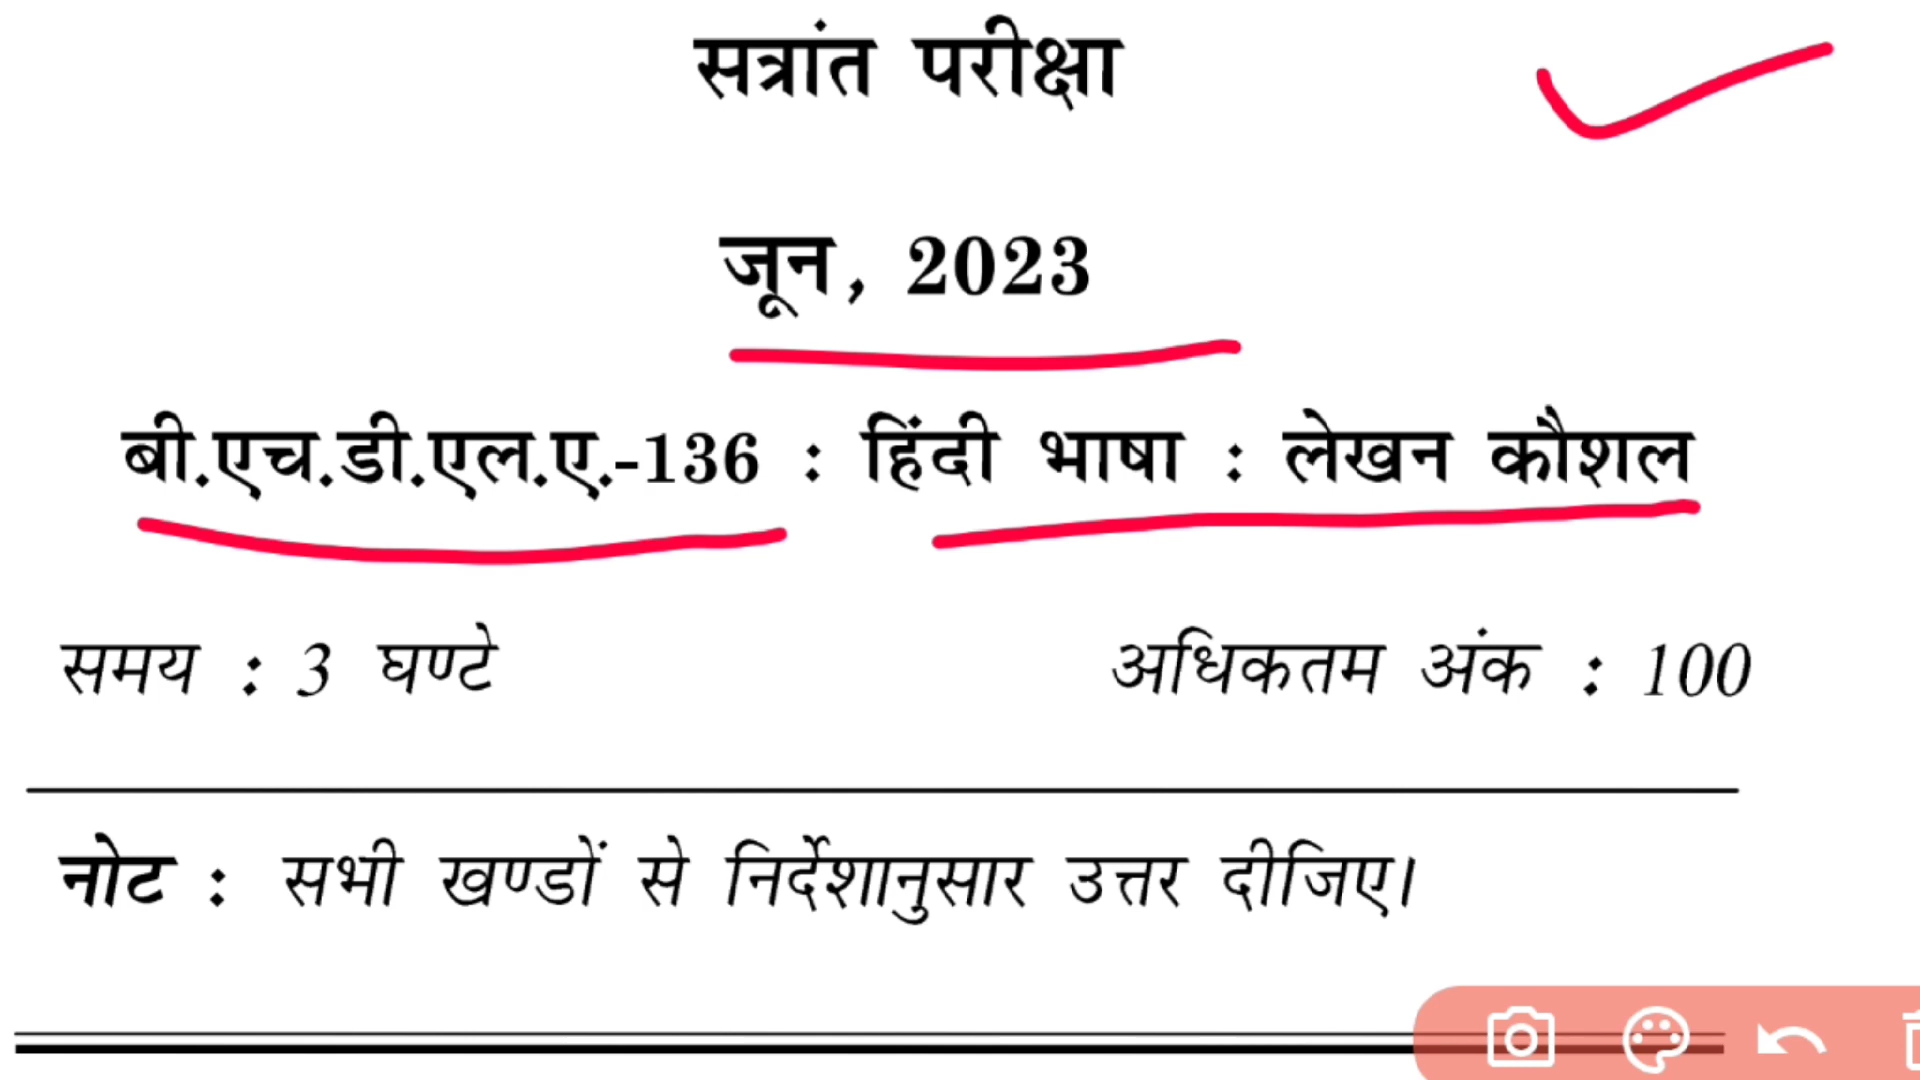 सत्रांत परीक्षा
जून, 2023
बी.एच.डी.एल.ए.-136 : हिंदी भाषा : लेखन कौशल
समय : 3 घण्टे अधिकतम अंक : 100
नोट : सभी खण्डों से निर्देशानुसार उत्तर दीजिए।